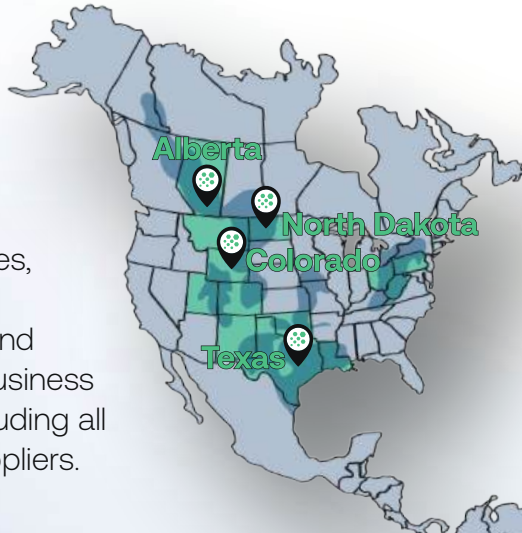 Alberta
North Dakota
Colorado
Texas
es,
nd
usiness
uding all
pliers.